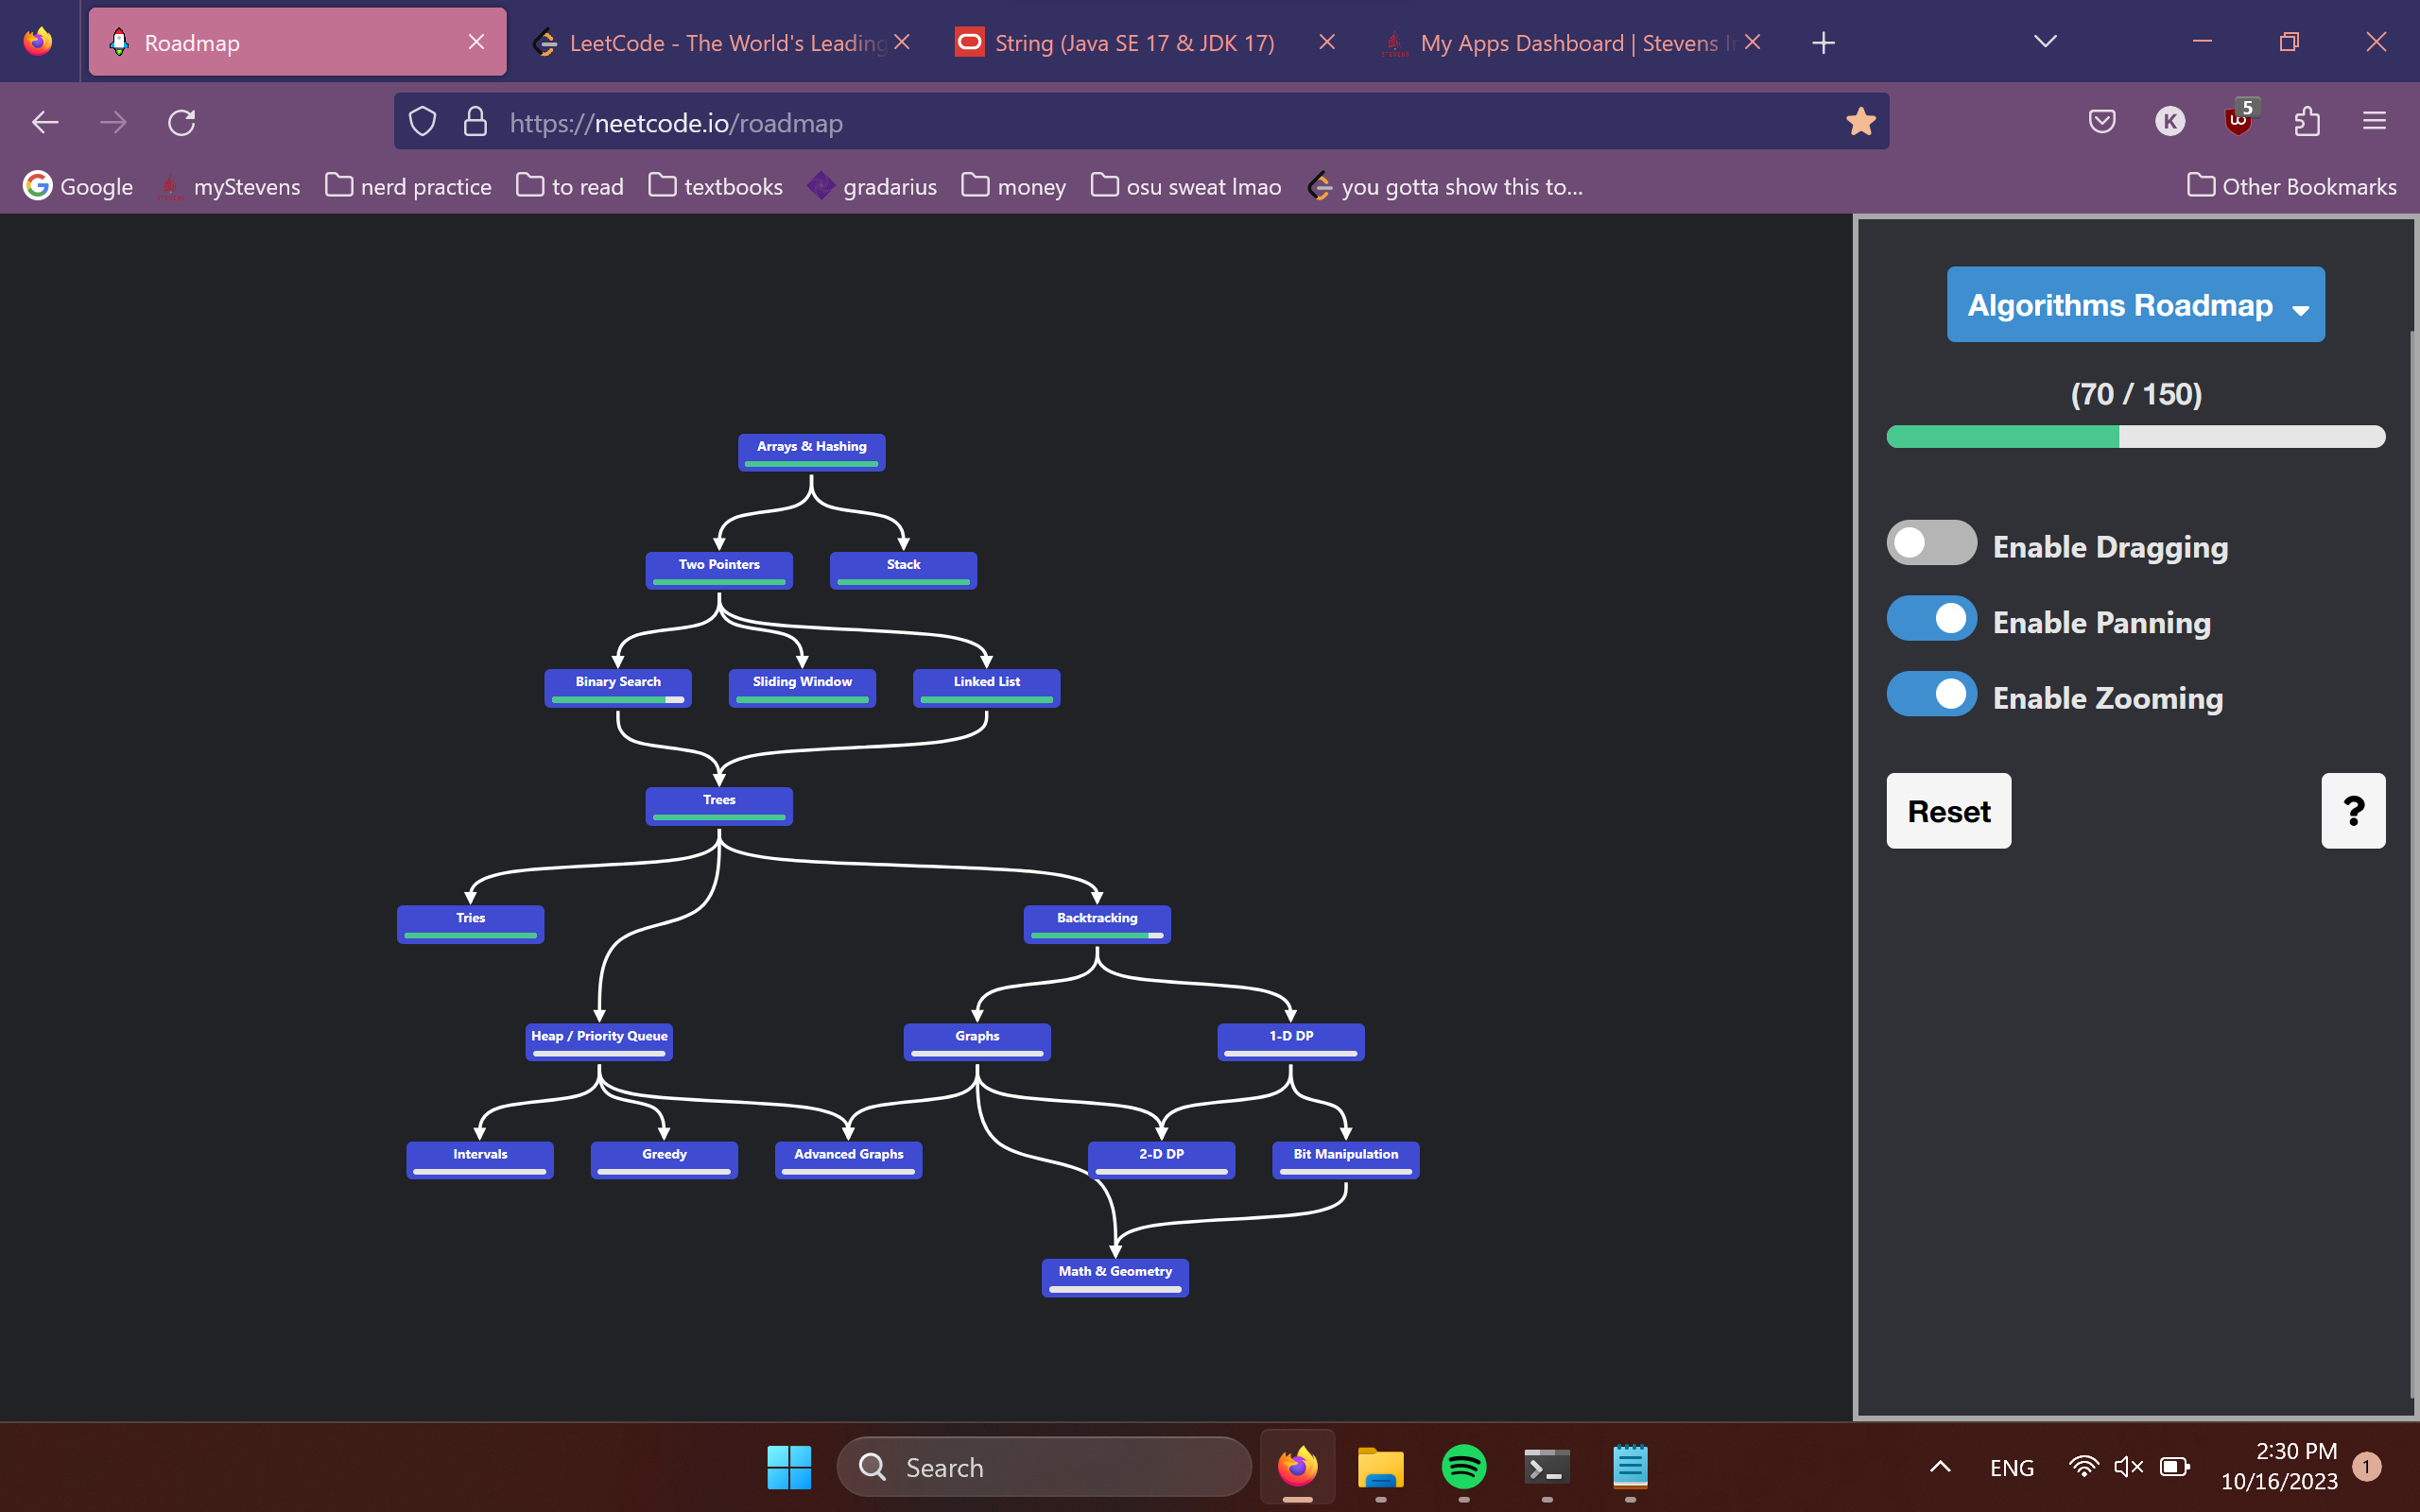 Roadmap
LeetCode - The World's Leading
String (Java SE 17 & JDK 17)
My Apps Dashboard | Stevens I
https://neetcode.io/roadmap
K
5
Google
myStevens
nerd practice
to read
textbooks
gradarius
money
osu sweat lmao
you gotta show this to...
Other Bookmarks
Algorithms Roadmap
(70 / 150)
Enable Dragging
Enable Panning
Enable Zooming
Reset
?
Arrays & Hashing
Two Pointers
Stack
Binary Search
Sliding Window
Linked List
Trees
Tries
Backtracking
Heap / Priority Queue
Graphs
1-D DP
Intervals
Greedy
Advanced Graphs
2-D DP
Bit Manipulation
Math & Geometry
Search
ENG
2:30 PM
10/16/2023
1